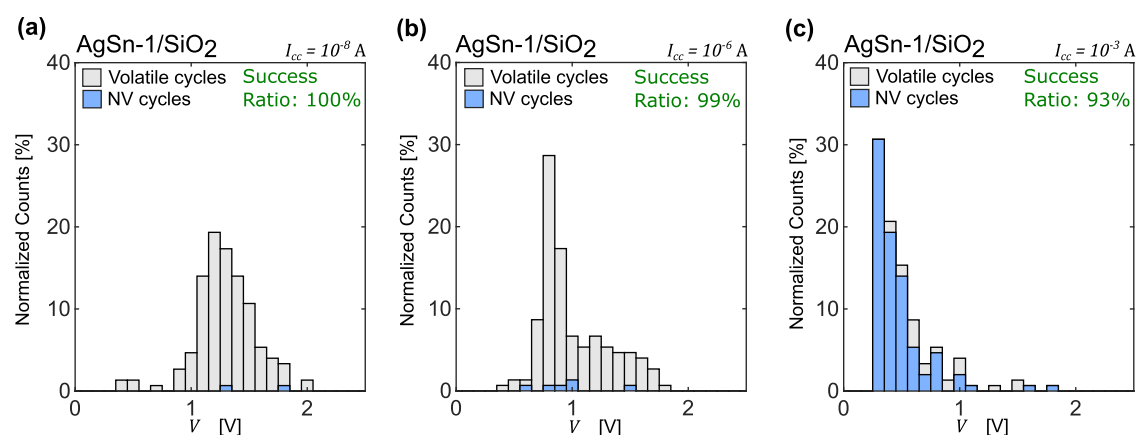 (a)
AgSn-1/SiO₂
I_cc = 10⁻⁸ A
Volatile cycles
NV cycles
Success
Ratio: 100%
Normalized Counts [%]
40
30
20
10
0
0 1 2
V [V]
(b)
AgSn-1/SiO₂
I_cc = 10⁻⁶ A
Volatile cycles
NV cycles
Success
Ratio: 99%
Normalized Counts [%]
40
30
20
10
0
0 1 2
V [V]
(c)
AgSn-1/SiO₂
I_cc = 10⁻³ A
Volatile cycles
NV cycles
Success
Ratio: 93%
Normalized Counts [%]
40
30
20
10
0
0 1 2
V [V]